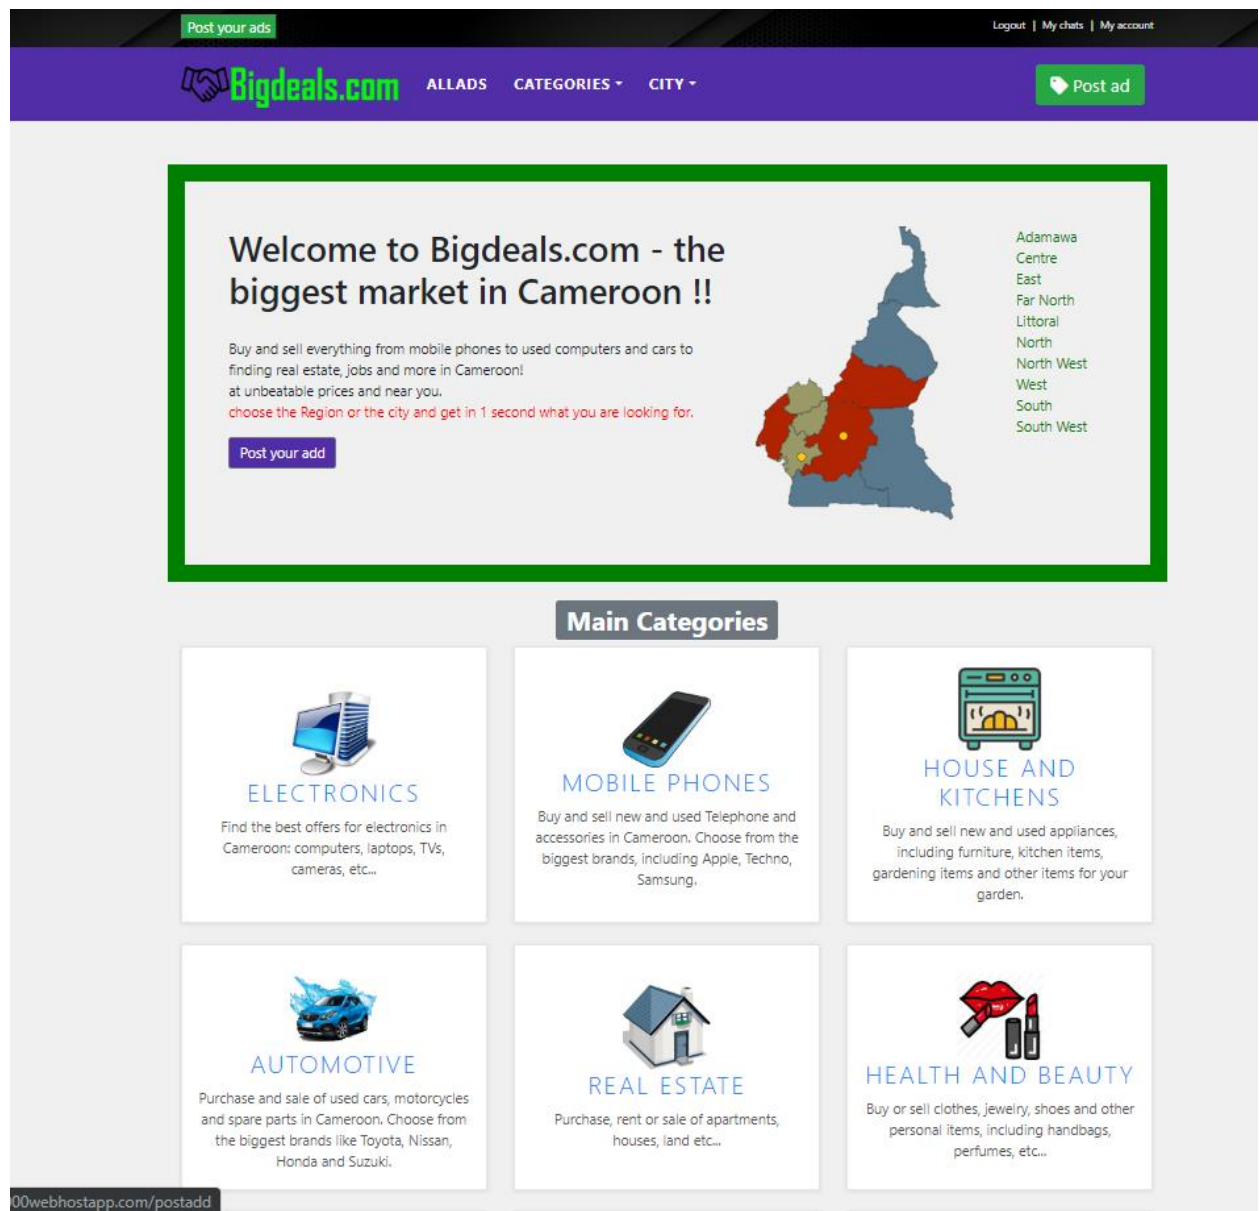 Post your ads
Logout | My chats | My account
Bigdeals.com
ALLADS
CATEGORIES
CITY
Post ad
Welcome to Bigdeals.com - the
biggest market in Cameroon !!
Buy and sell everything from mobile phones to used computers and cars to
finding real estate, jobs and more in Cameroon!
at unbeatable prices and near you.
choose the Region or the city and get in 1 second what you are looking for.
Post your add
Adamawa
Centre
East
Far North
Littoral
North
North West
West
South
South West
Main Categories
ELECTRONICS
Find the best offers for electronics in
Cameroon: computers, laptops, TVs,
cameras, etc...
MOBILE PHONES
Buy and sell new and used Telephone and
accessories in Cameroon. Choose from the
biggest brands, including Apple, Techno,
Samsung.
HOUSE AND
KITCHENS
Buy and sell new and used appliances,
including furniture, kitchen items,
gardening items and other items for your
garden.
AUTOMOTIVE
Purchase and sale of used cars, motorcycles
and spare parts in Cameroon. Choose from
the biggest brands like Toyota, Nissan,
Honda and Suzuki.
REAL ESTATE
Purchase, rent or sale of apartments,
houses, land etc...
HEALTH AND BEAUTY
Buy or sell clothes, jewelry, shoes and other
personal items, including handbags,
perfumes, etc...
00webhostapp.com/postadd